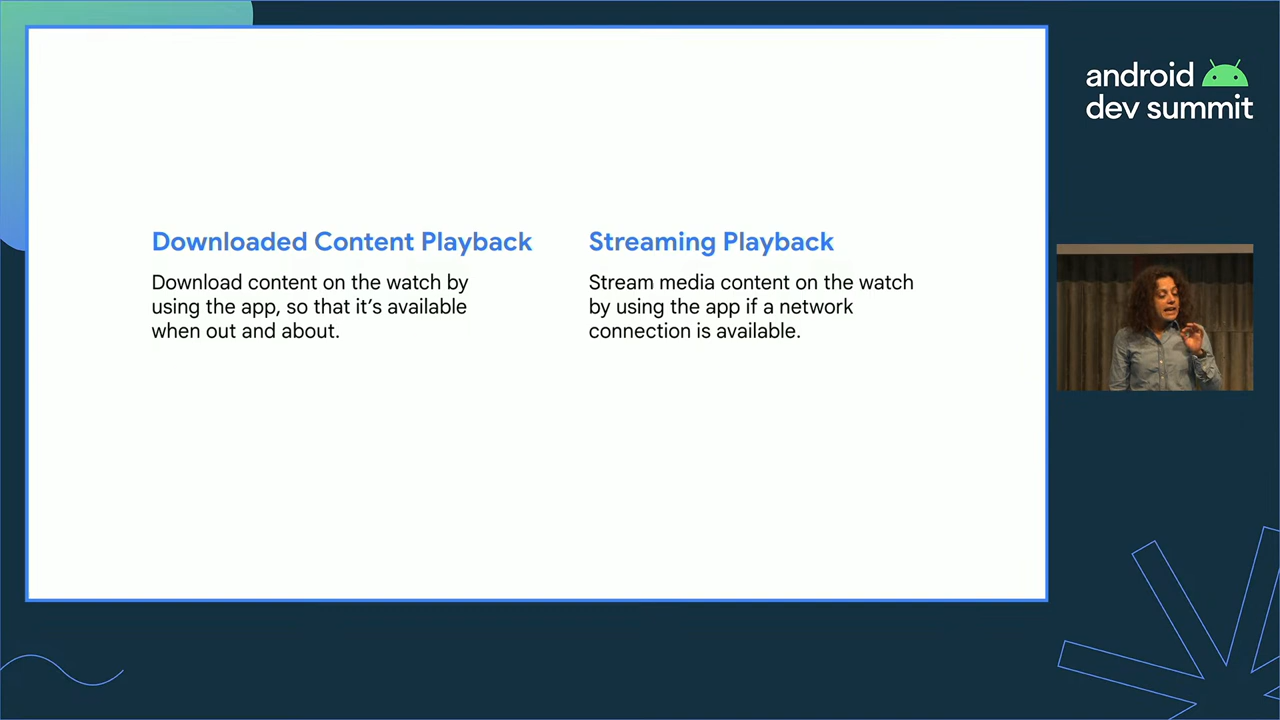 android
dev summit
Downloaded Content Playback
Download content on the watch by
using the app, so that it's available
when out and about.
Streaming Playback
Stream media content on the watch
by using the app if a network
connection is available.